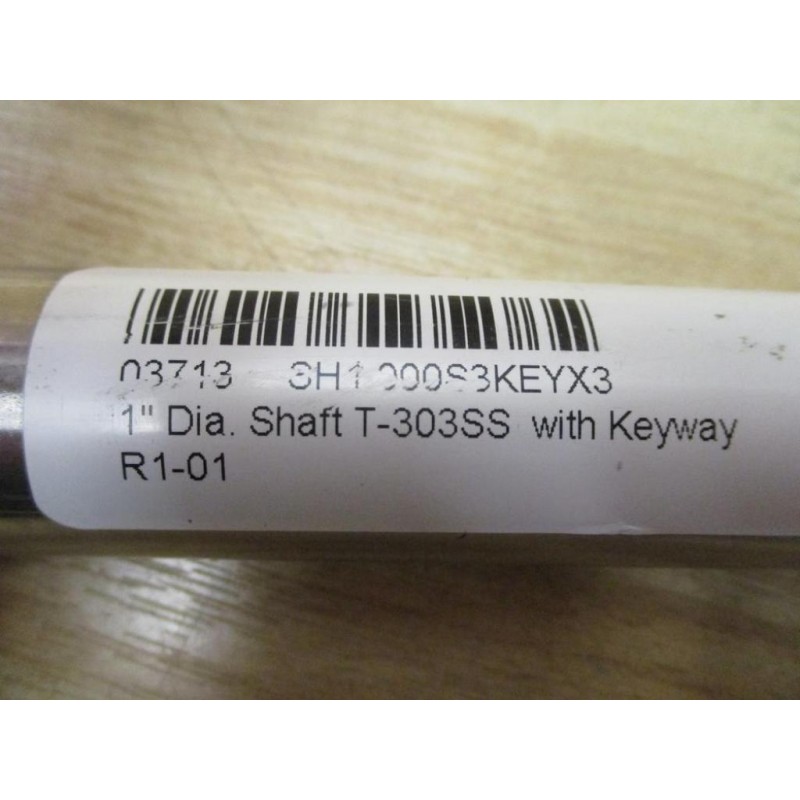 03713 SH1.000S3KEYX3
1" Dia. Shaft T-303SS with Keyway
R1-01